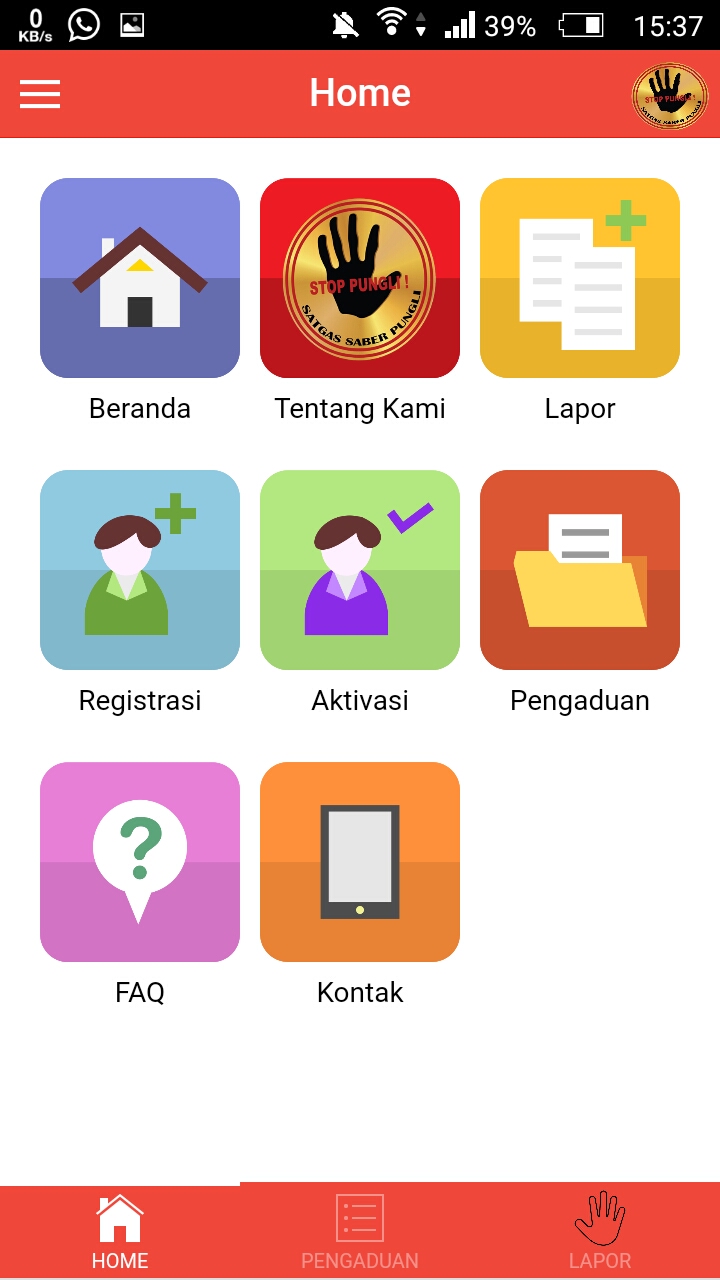 0
KB/s
39%
15:37
Home
STOP PUNGLI !
SATGAS SABER PUNGLI
STOP PUNGLI !
SATGAS SABER PUNGLI
Beranda
Tentang Kami
Lapor
Registrasi
Aktivasi
Pengaduan
?
FAQ
Kontak
HOME
PENGADUAN
LAPOR